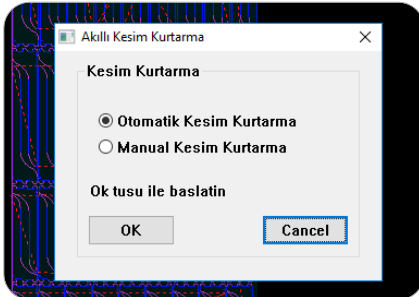 Akıllı Kesim Kurtarma
Kesim Kurtarma
Otomatik Kesim Kurtarma
Manual Kesim Kurtarma
Ok tusu ile baslatin
OK
Cancel